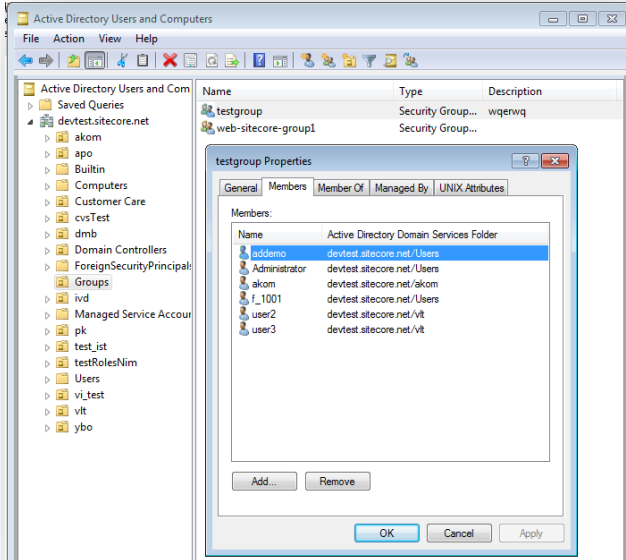 Active Directory Users and Computers
File Action View Help
Active Directory Users and Com
Saved Queries
devtest.sitecore.net
akom
apo
Builtin
Computers
Customer Care
cvsTest
dmb
Domain Controllers
ForeignSecurityPrincipals
Groups
ivd
Managed Service Accour
pk
test_ist
testRolesNim
Users
vi_test
vlt
ybo
Name Type Description
testgroup Security Group... wqerwq
web-sitecore-group1 Security Group...
testgroup Properties
General Members Member Of Managed By UNIX Attributes
Members:
Name Active Directory Domain Services Folder
addemo devtest.sitecore.net/Users
Administrator devtest.sitecore.net/Users
akom devtest.sitecore.net/akom
f_1001 devtest.sitecore.net/Users
user2 devtest.sitecore.net/vlt
user3 devtest.sitecore.net/vlt
Add... Remove
OK Cancel Apply